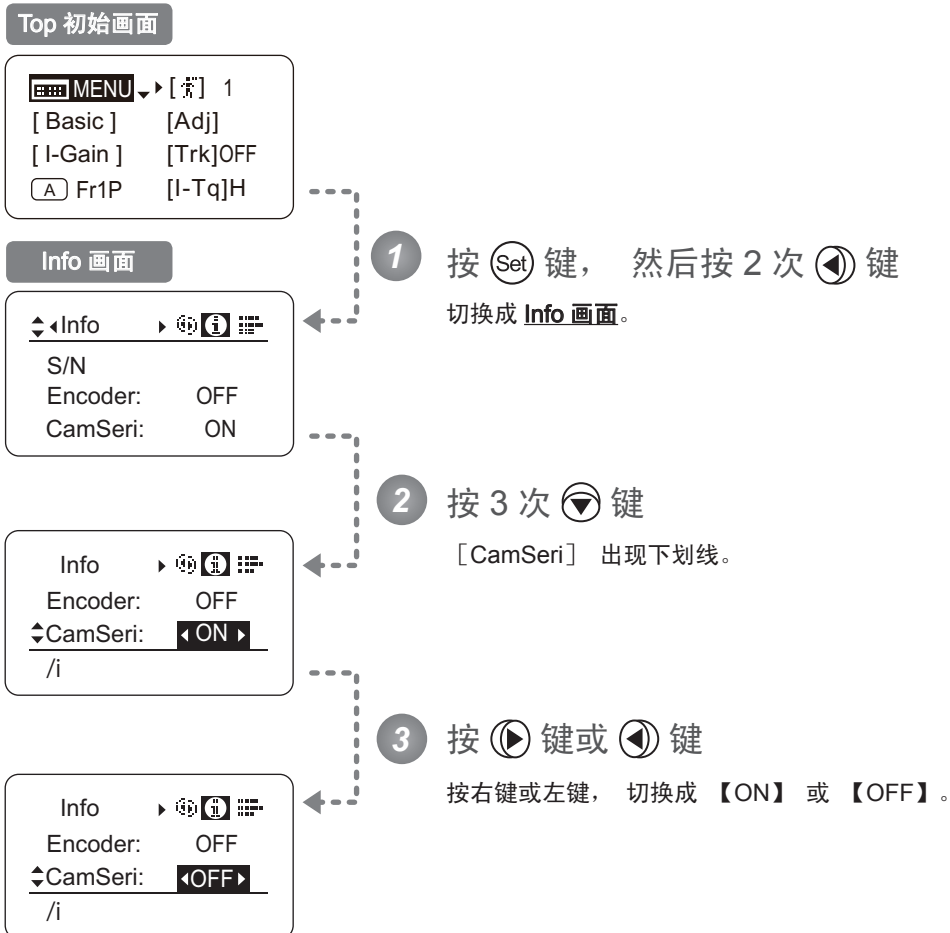 Top 初始画面
MENU [ ] 1
[ Basic ] [Adj]
[ I-Gain ] [Trk]OFF
A Fr1P [I-Tq]H
Info 画面
Info
S/N
Encoder: OFF
CamSeri: ON
1 按 Set 键， 然后按 2 次 键
切换成 Info 画面。
2 按 3 次 键
［CamSeri］ 出现下划线。
Info
Encoder: OFF
CamSeri: ON
/i
3 按 键或 键
按右键或左键， 切换成 【ON】 或 【OFF】。
Info
Encoder: OFF
CamSeri: OFF
/i